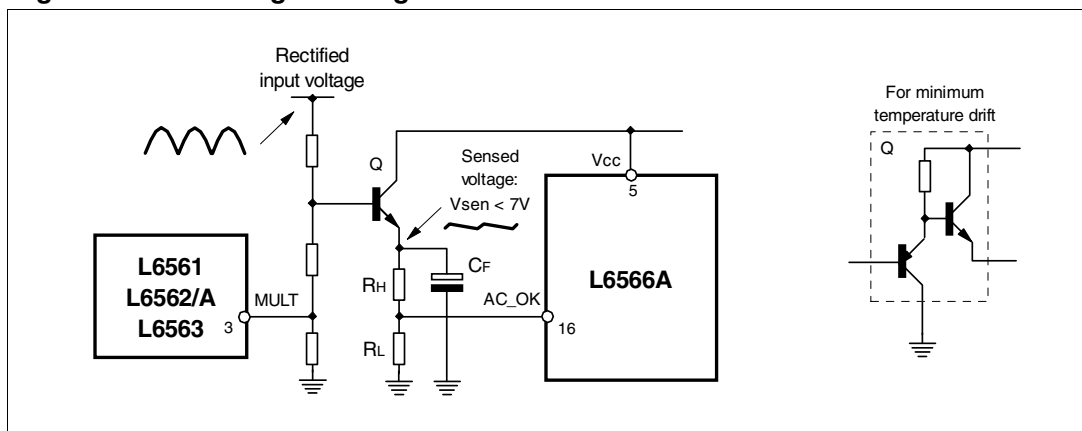 Rectified
input voltage
Q
Sensed
voltage:
Vsen < 7V
Vcc
5
L6561
L6562/A
L6563
MULT
3
RH
CF
RL
AC_OK
16
L6566A
For minimum
temperature drift
Q